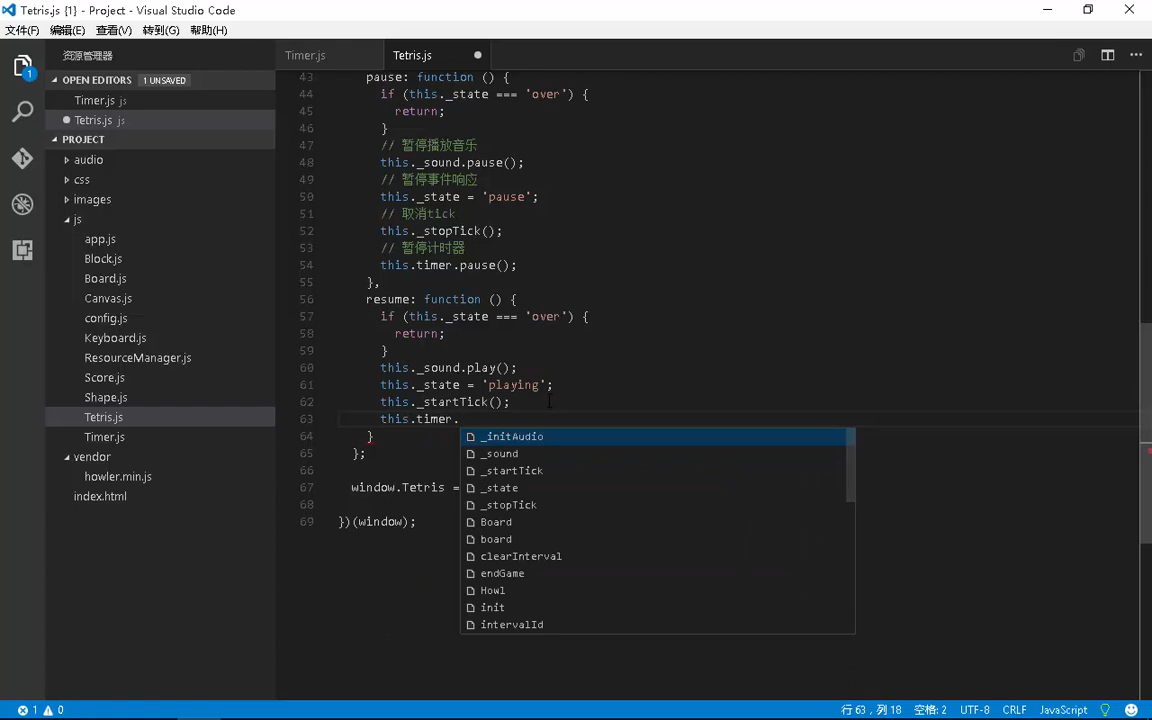 Tetris.js {1} - Project - Visual Studio Code
文件(F) 编辑(E) 查看(V) 转到(G) 帮助(H)
资源管理器
OPEN EDITORS 1 UNSAVED
Timer.js js
Tetris.js js
PROJECT
audio
css
images
js
app.js
Block.js
Board.js
Canvas.js
config.js
Keyboard.js
ResourceManager.js
Score.js
Shape.js
Tetris.js
Timer.js
vendor
howler.min.js
index.html
1
Timer.js
Tetris.js
43 pause: function () {
44 if (this._state === 'over') {
45 return;
46 }
47 // 暂停播放音乐
48 this._sound.pause();
49 // 暂停事件响应
50 this._state = 'pause';
51 // 取消tick
52 this._stopTick();
53 // 暂停计时器
54 this.timer.pause();
55 },
56 resume: function () {
57 if (this._state === 'over') {
58 return;
59 }
60 this._sound.play();
61 this._state = 'playing';
62 this._startTick();
63 this.timer.
64 }
65 };
66
67 window.Tetris =
68
69 })(window);
_initAudio
_sound
_startTick
_state
_stopTick
Board
board
clearInterval
endGame
Howl
init
intervalId
1 0
行 63，列 18 空格: 2 UTF-8 CRLF JavaScript